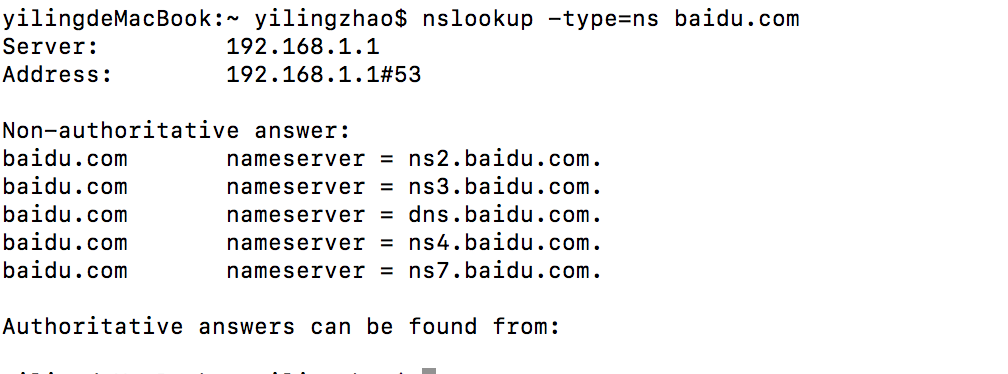 yilingdeMacBook:~ yilingzhao$ nslookup -type=ns baidu.com
Server:		192.168.1.1
Address:	192.168.1.1#53

Non-authoritative answer:
baidu.com	nameserver = ns2.baidu.com.
baidu.com	nameserver = ns3.baidu.com.
baidu.com	nameserver = dns.baidu.com.
baidu.com	nameserver = ns4.baidu.com.
baidu.com	nameserver = ns7.baidu.com.

Authoritative answers can be found from: